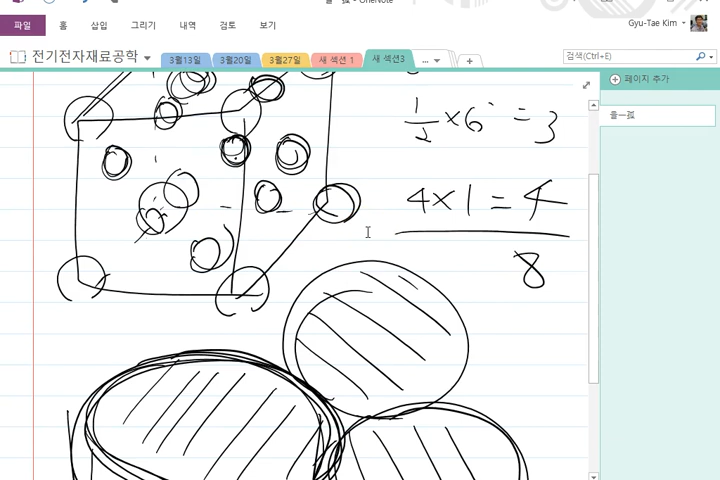 OneNote
파일 홈 삽입 그리기 내역 검토 보기
Gyu-Tae Kim
전기전자재료공학 3월13일 3월20일 3월27일 새 섹션 1 새 섹션3 ... +
검색(Ctrl+E)
페이지 추가
1/2 × 6 = 3
4 × 1 = 4
8